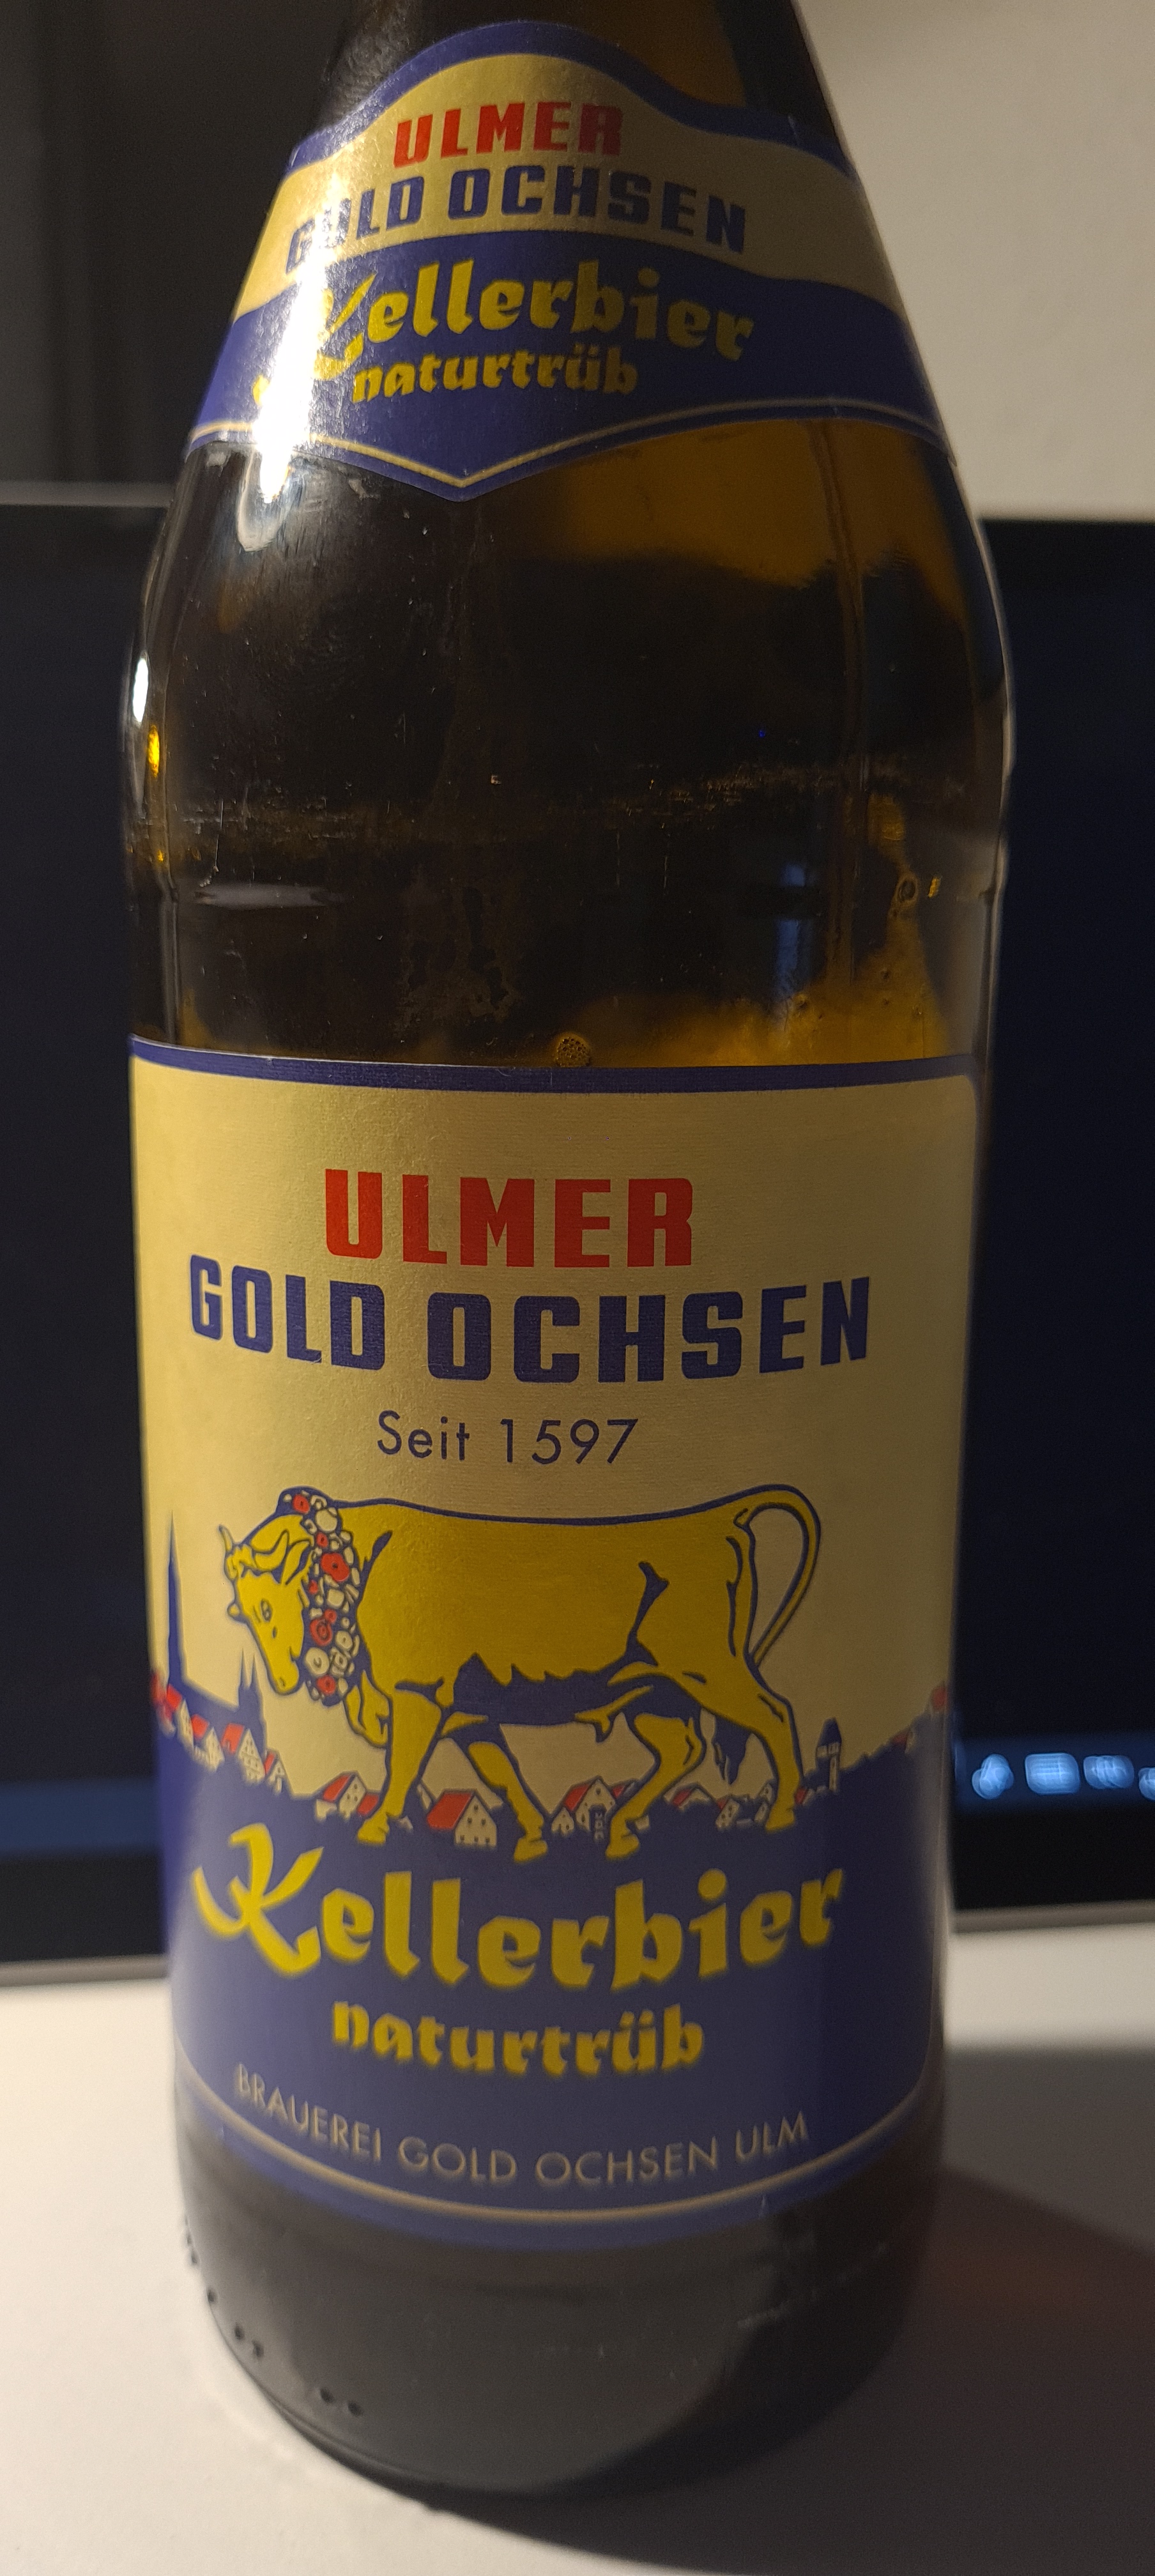 ULMER
GOLD OCHSEN
Kellerbier
naturtrüb
ULMER
GOLD OCHSEN
Seit 1597
Kellerbier
naturtrüb
BRAUEREI GOLD OCHSEN ULM